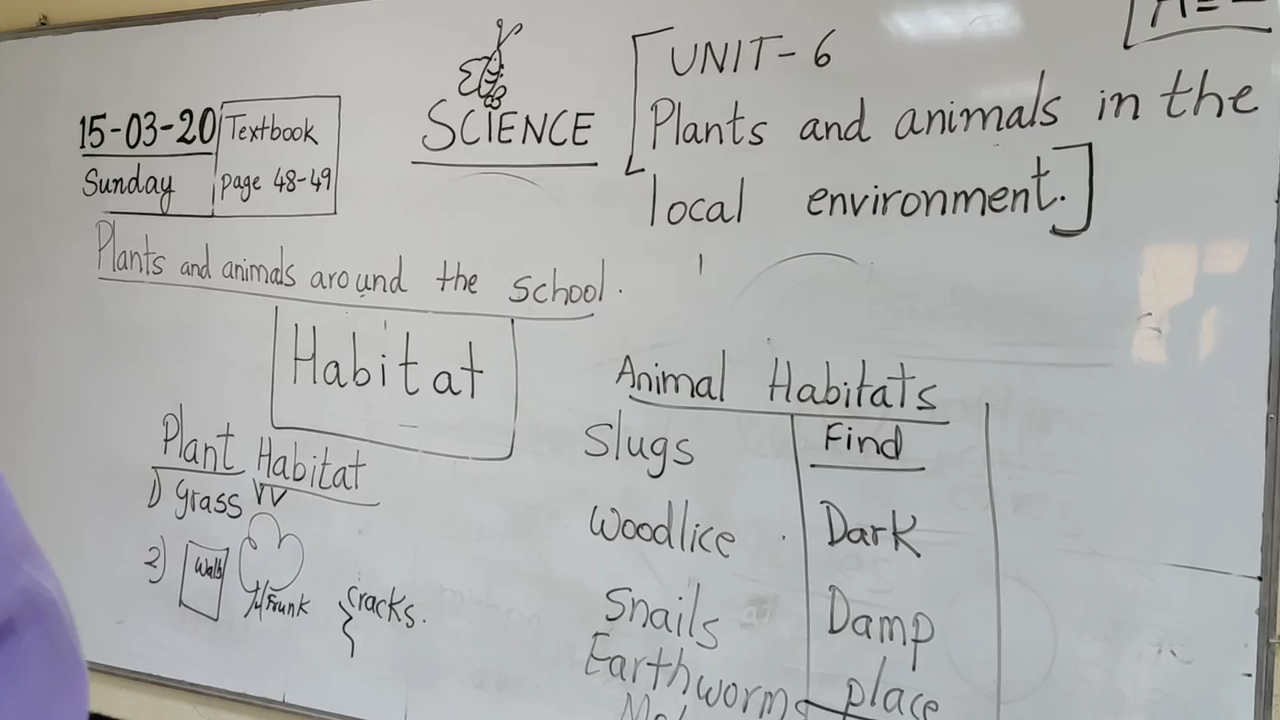 15-03-20
Sunday
Textbook
page 48-49
SCIENCE
[UNIT-6
Plants and animals in the
local environment.]
Plants and animals around the school.
Habitat
Plant Habitat
1) Grass
2) Walls
Trunk
Cracks.
Animal Habitats
Slugs Find
Woodlice Dark
Snails Damp
Earthworms place